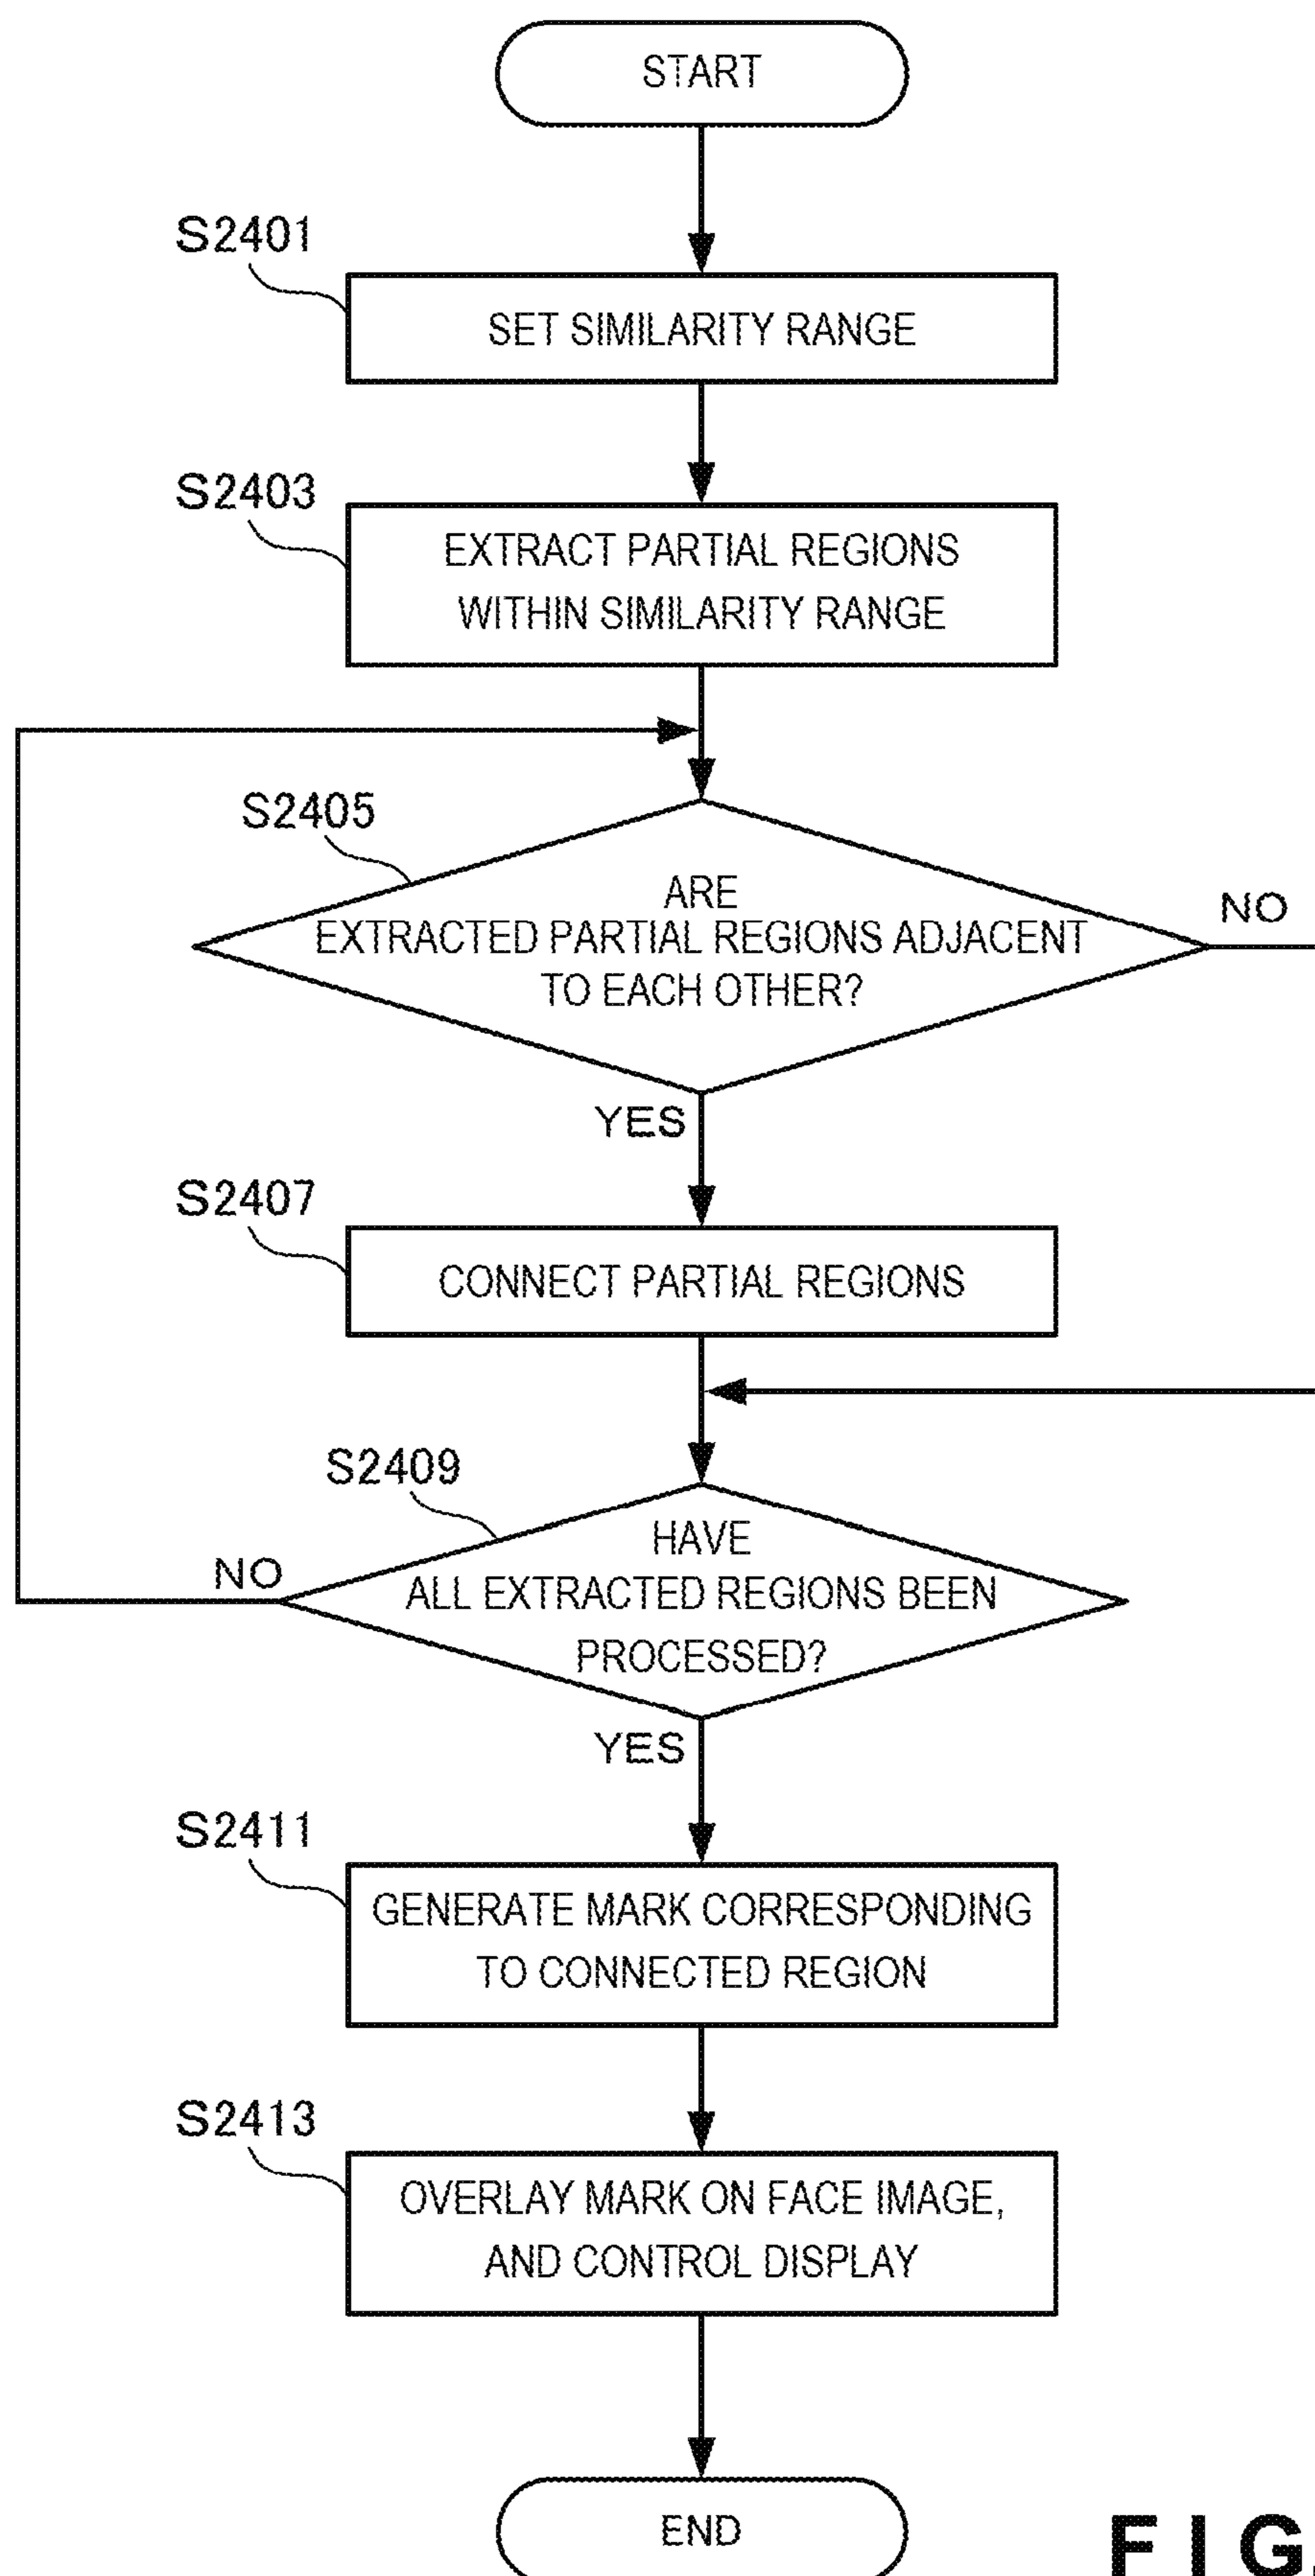 START
S2401
SET SIMILARITY RANGE
S2403
EXTRACT PARTIAL REGIONS
WITHIN SIMILARITY RANGE
S2405
ARE
EXTRACTED PARTIAL REGIONS ADJACENT
TO EACH OTHER?
NO
YES
S2407
CONNECT PARTIAL REGIONS
S2409
HAVE
ALL EXTRACTED REGIONS BEEN
PROCESSED?
NO
YES
S2411
GENERATE MARK CORRESPONDING
TO CONNECTED REGION
S2413
OVERLAY MARK ON FACE IMAGE,
AND CONTROL DISPLAY
END
FIG.